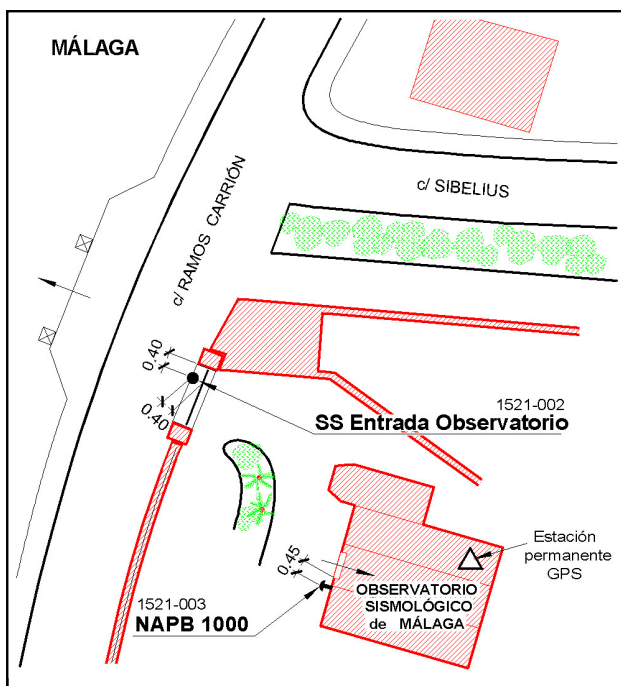 MÁLAGA
c/ SIBELIUS
c/ RAMOS CARRIÓN
0.40
0.40
1521-002
SS Entrada Observatorio
Estación
permanente
GPS
0.45
OBSERVATORIO
SISMOLÓGICO
de MÁLAGA
1521-003
NAPB 1000